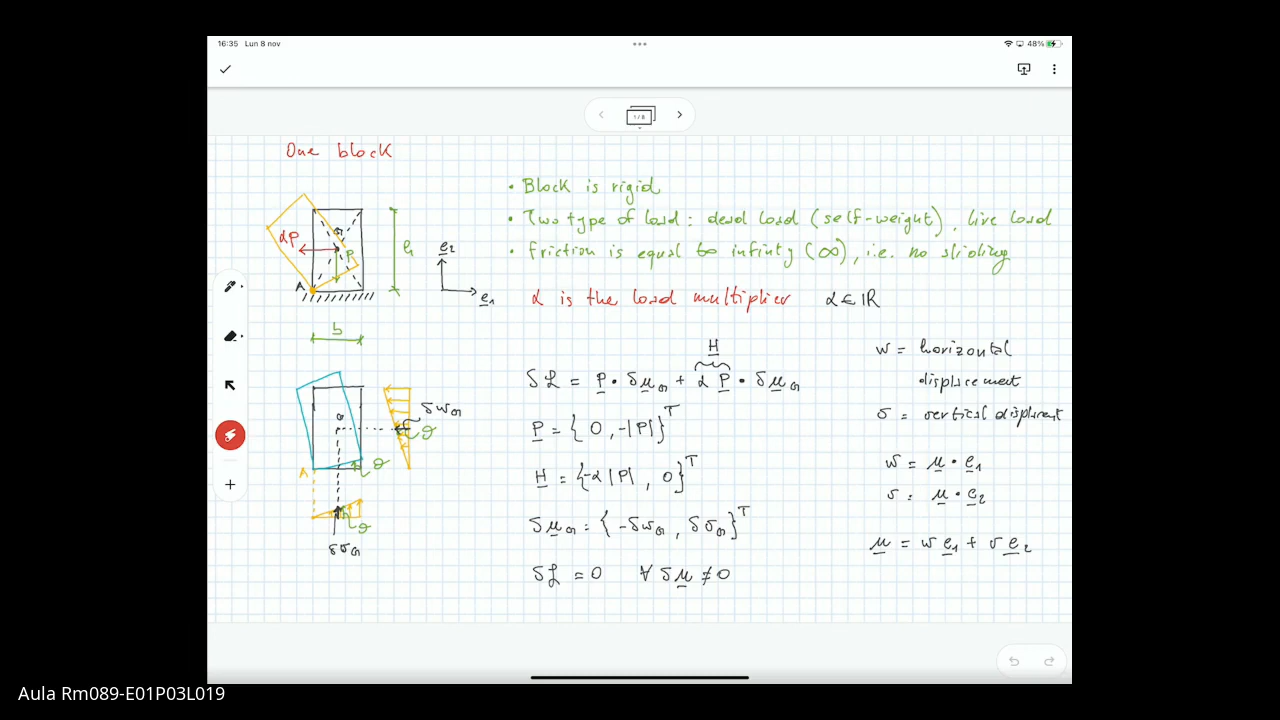 16:35 Lun 8 nov
48%
1 / 8
One block
• Block is rigid
• Two type of load: dead load (self-weight), live load
• Friction is equal to infinty (∞), i.e. no sliding
α is the load multiplier α ∈ ℝ
αP
P
A
h
e2
e1
b
H
δL = P • δu_G + α P • δu_G
P = { 0 , -|P| }^T
H = { -α |P| , 0 }^T
δu_G = { -δw_G , δv_G }^T
δL = 0 ∀ δu ≠ 0
w = horizontal
displacement
v = vertical displacement
w = u • e1
v = u • e2
u = w e1 + v e2
G
δw_G
ϑ
A
ϑ
ϑ
δv_G
Aula Rm089-E01P03L019